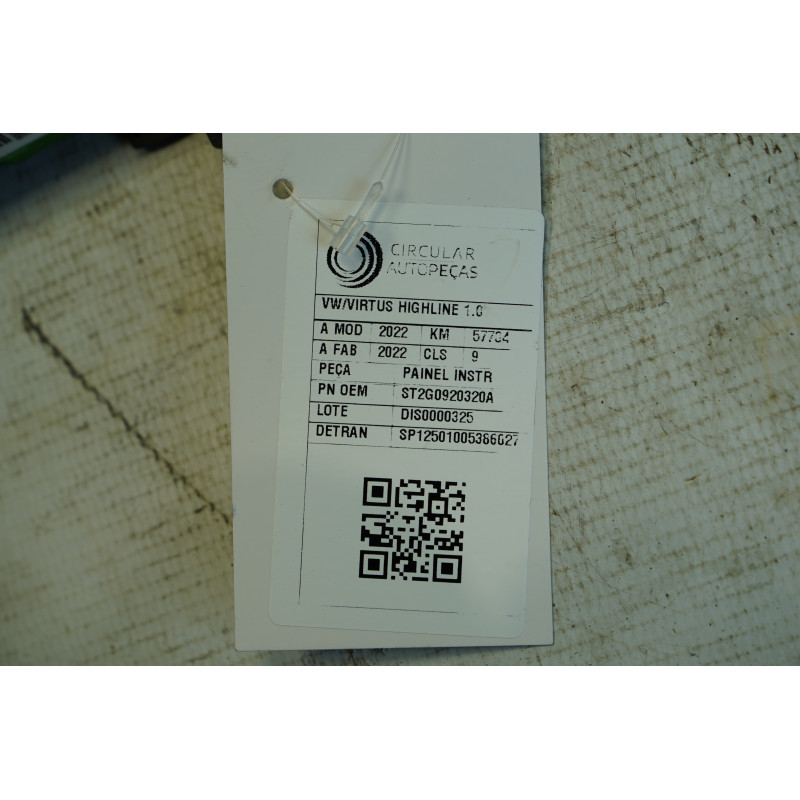 CIRCULAR
AUTOPEÇAS
VW/VIRTUS HIGHLINE 1.0
A MOD 2022 KM 57704
A FAB 2022 CLS 9
PEÇA PAINEL INSTR
PN OEM ST2G0920320A
LOTE DIS0000325
DETRAN SP12501005386627